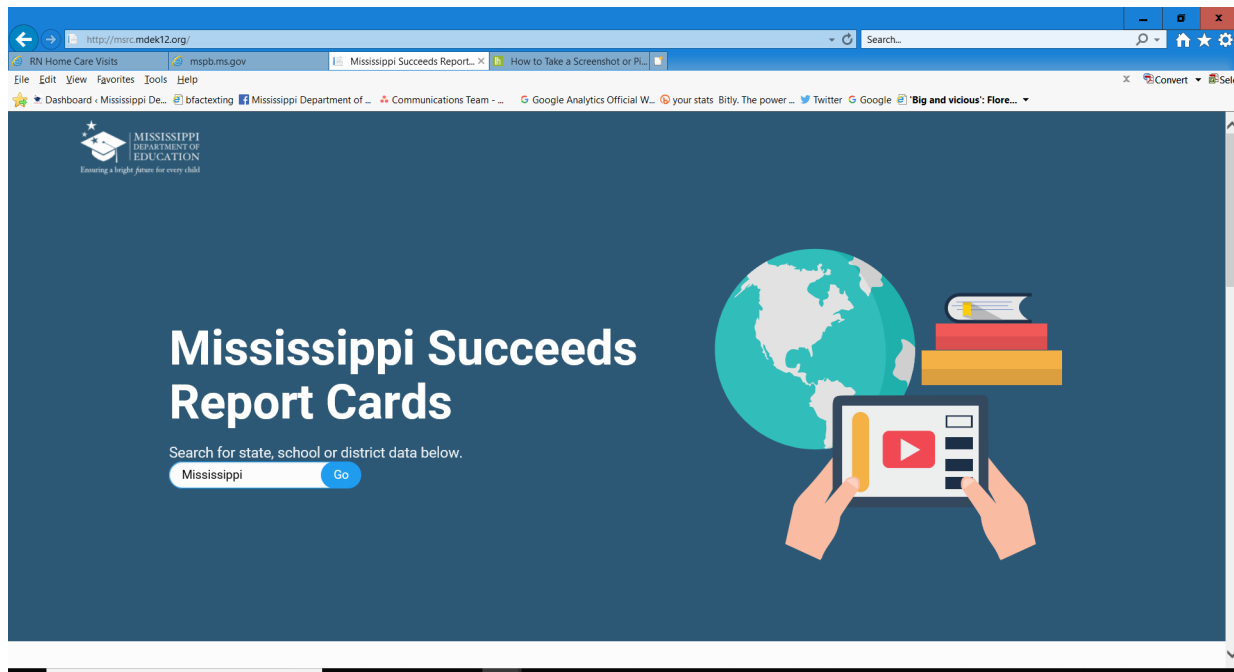 http://msrc.mdek12.org/
Search...
RN Home Care Visits
mspb.ms.gov
Mississippi Succeeds Report...
How to Take a Screenshot or Pi...
File Edit View Favorites Tools Help
x Convert Sele
Dashboard ‹ Mississippi De... bfactexting Mississippi Department of ... Communications Team - ... Google Analytics Official W... your stats Bitly. The power ... Twitter Google 'Big and vicious': Flore...
MISSISSIPPI
DEPARTMENT OF
EDUCATION
Ensuring a bright future for every child
Mississippi Succeeds
Report Cards
Search for state, school or district data below.
Mississippi Go